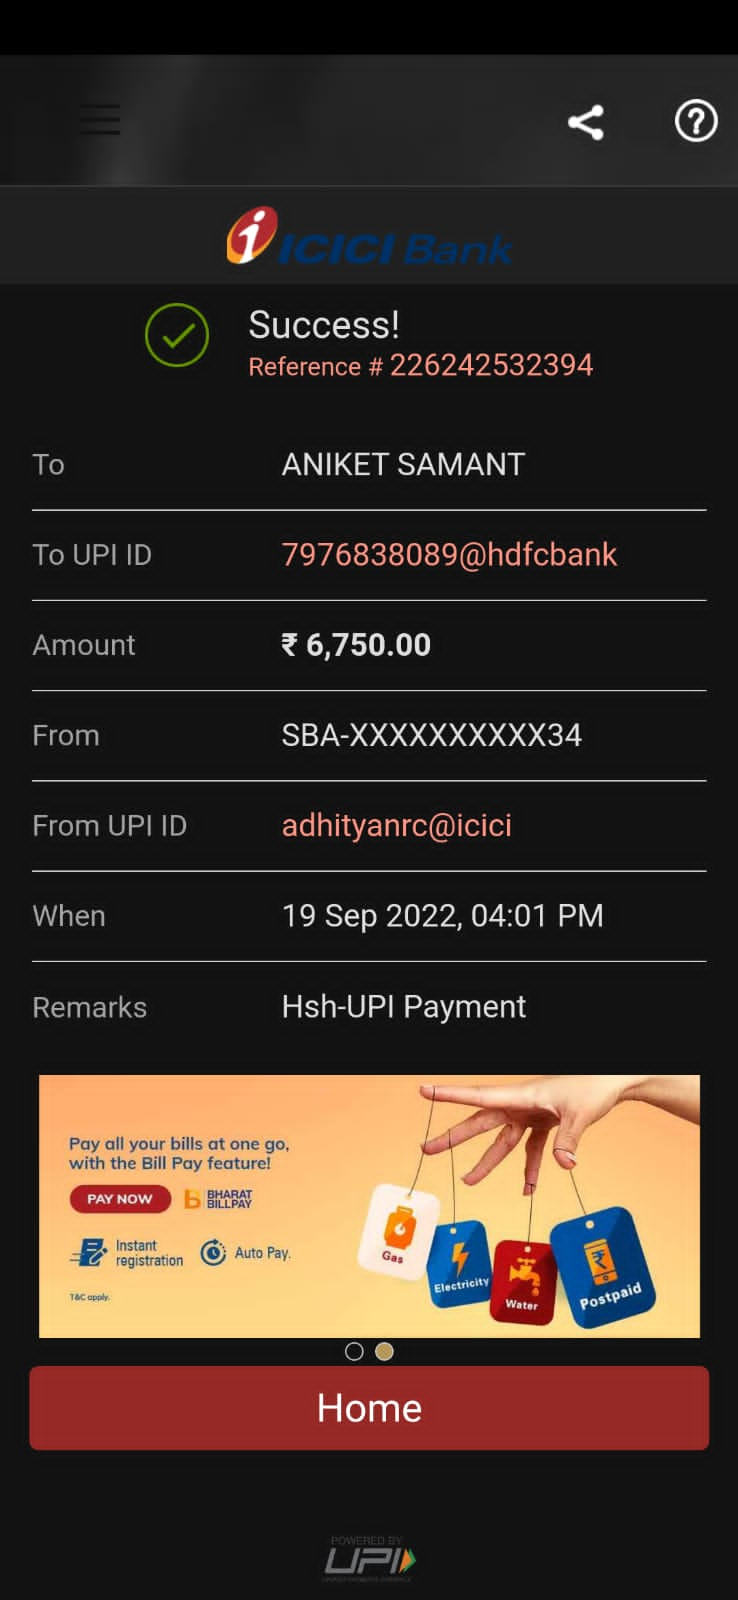 ICICI Bank
Success!
Reference # 226242532394
To ANIKET SAMANT
To UPI ID 7976838089@hdfcbank
Amount ₹ 6,750.00
From SBA-XXXXXXXXXX34
From UPI ID adhityanrc@icici
When 19 Sep 2022, 04:01 PM
Remarks Hsh-UPI Payment
Pay all your bills at one go,
with the Bill Pay feature!
PAY NOW
BHARAT
BILLPAY
Instant
registration
Auto Pay.
T&C apply.
Gas
Electricity
Water
Postpaid
Home
POWERED BY
UPI